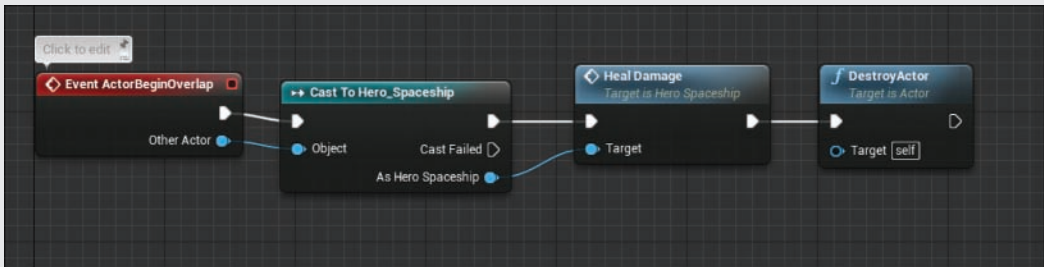 Click to edit
Event ActorBeginOverlap
Other Actor
Cast To Hero_Spaceship
Object
Cast Failed
As Hero Spaceship
Heal Damage
Target is Hero Spaceship
Target
f DestroyActor
Target is Actor
Target self